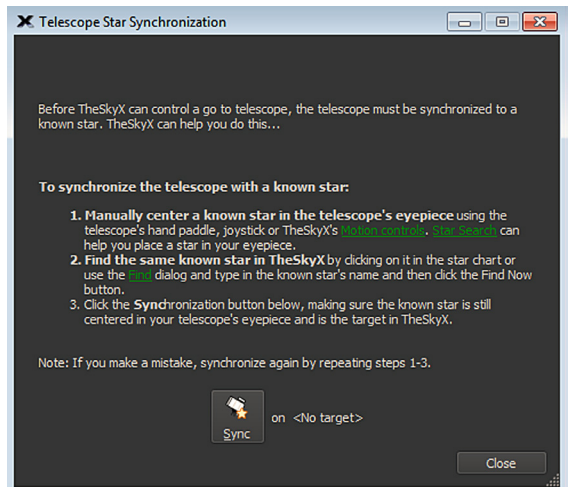 Telescope Star Synchronization
Before TheSkyX can control a go to telescope, the telescope must be synchronized to a
known star. TheSkyX can help you do this...
To synchronize the telescope with a known star:
1. Manually center a known star in the telescope's eyepiece using the
telescope's hand paddle, joystick or TheSkyX's Motion controls. Star Search can
help you place a star in your eyepiece.
2. Find the same known star in TheSkyX by clicking on it in the star chart or
use the Find dialog and type in the known star's name and then click the Find Now
button.
3. Click the Synchronization button below, making sure the known star is still
centered in your telescope's eyepiece and is the target in TheSkyX.
Note: If you make a mistake, synchronize again by repeating steps 1-3.
Sync on <No target>
Close